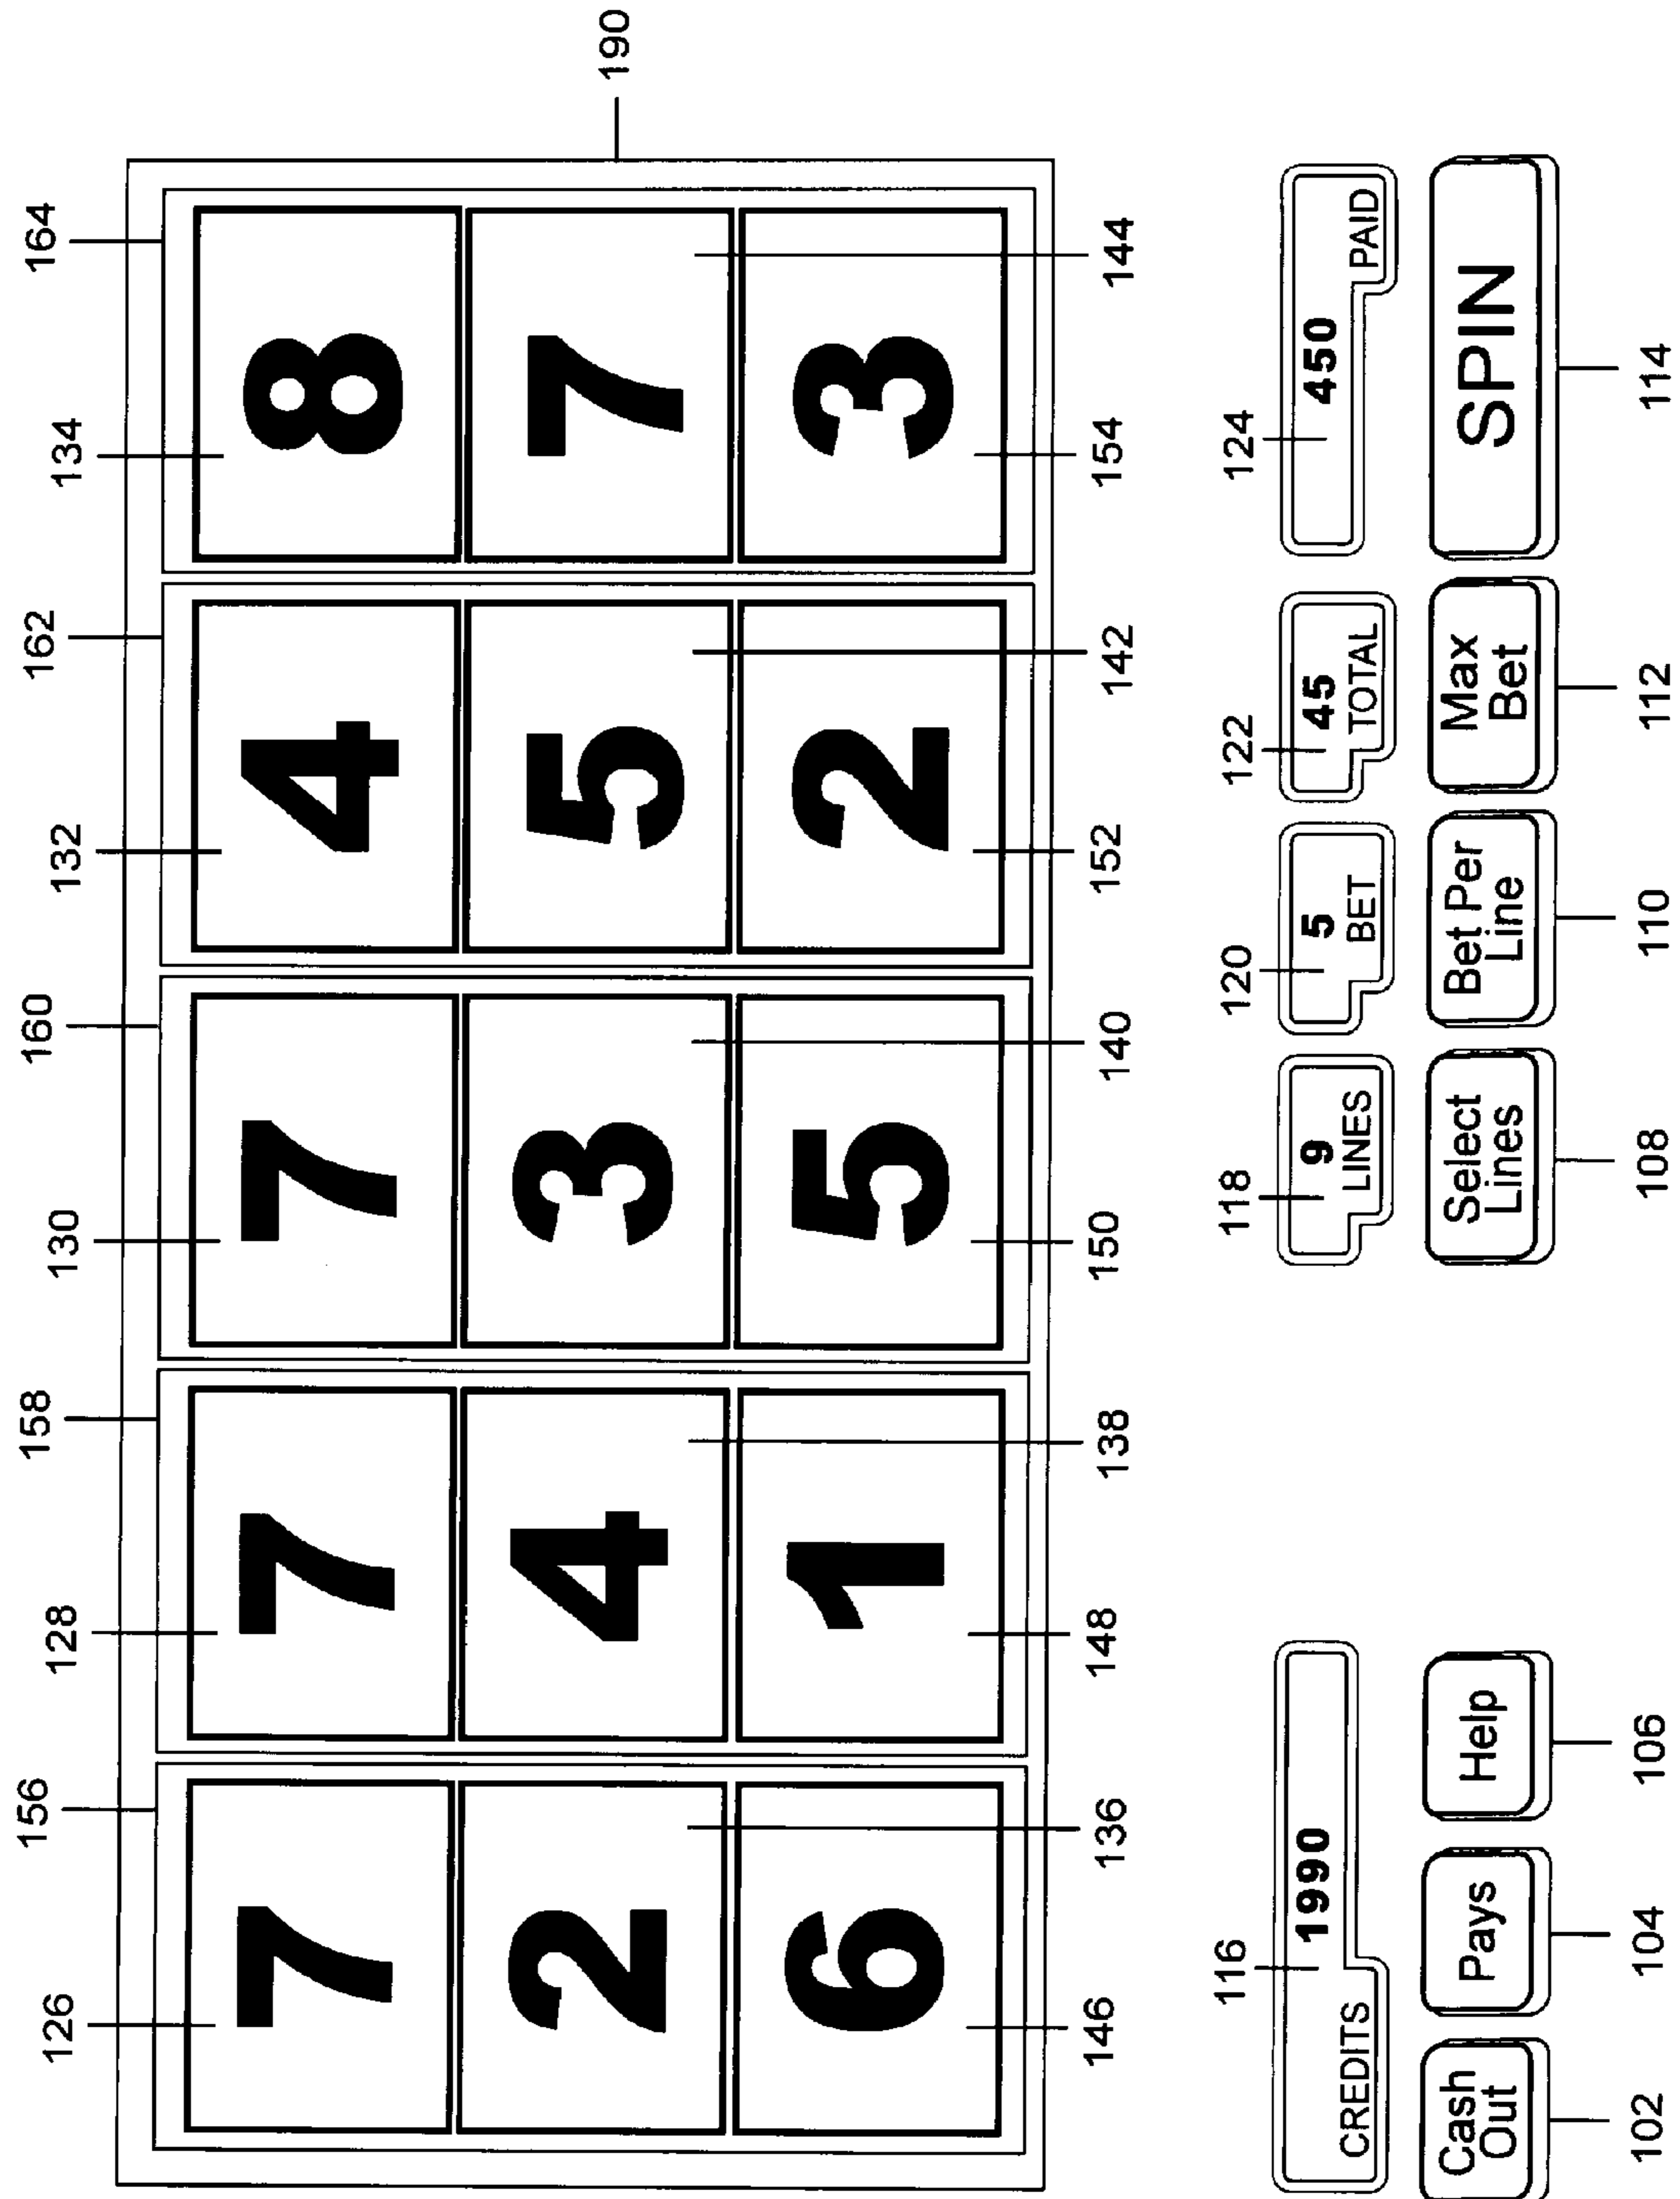 156 158 160 162 164
126 128 130 132 134
7 7 7 4 8
190
2 4 3 5 7
6 1 5 2 3
146 136 148 138 150 140 152 142 154 144
116 118 120 122 124
1990 9 5 45 450
CREDITS LINES BET TOTAL PAID
Cash Out Pays Help Select Lines Bet Per Line Max Bet SPIN
102 104 106 108 110 112 114